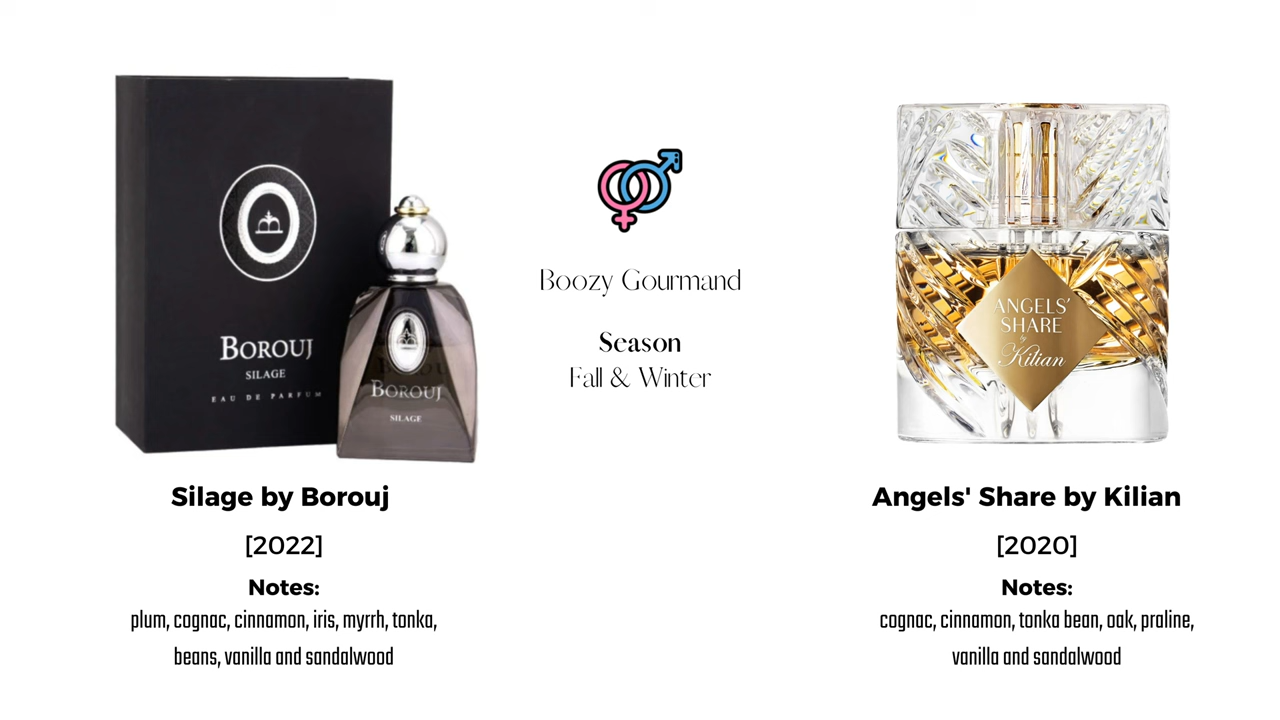 BOROUJ
SILAGE
EAU DE PARFUM
BOROUJ
SILAGE
Silage by Borouj
[2022]
Notes:
plum, cognac, cinnamon, iris, myrrh, tonka,
beans, vanilla and sandalwood
Boozy Gourmand
Season
Fall & Winter
ANGELS'
SHARE
by
Kilian
Angels' Share by Kilian
[2020]
Notes:
cognac, cinnamon, tonka bean, oak, praline,
vanilla and sandalwood